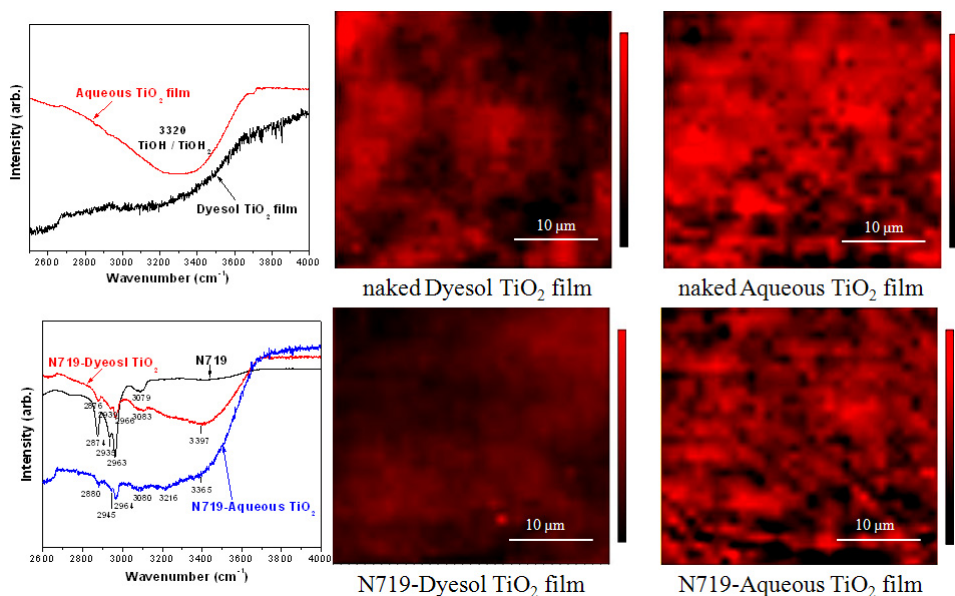 Intensity (arb.)
Aqueous TiO2 film
3320
TiOH / TiOH2
Dyesol TiO2 film
2500 2600 2800 3000 3200 3400 3600 3800 4000
Wavenumber (cm-1)
10 μm
naked Dyesol TiO2 film
10 μm
naked Aqueous TiO2 film
Intensity (arb.)
N719-Dyeosl TiO2
N719
2876
2939
2966
3079
3083
3397
2874
2935
2963
2880
2945
2964
3080
3216
3365
N719-Aqueous TiO2
2600 2800 3000 3200 3400 3600 3800 4000
Wavenumber (cm-1)
10 μm
N719-Dyesol TiO2 film
10 μm
N719-Aqueous TiO2 film